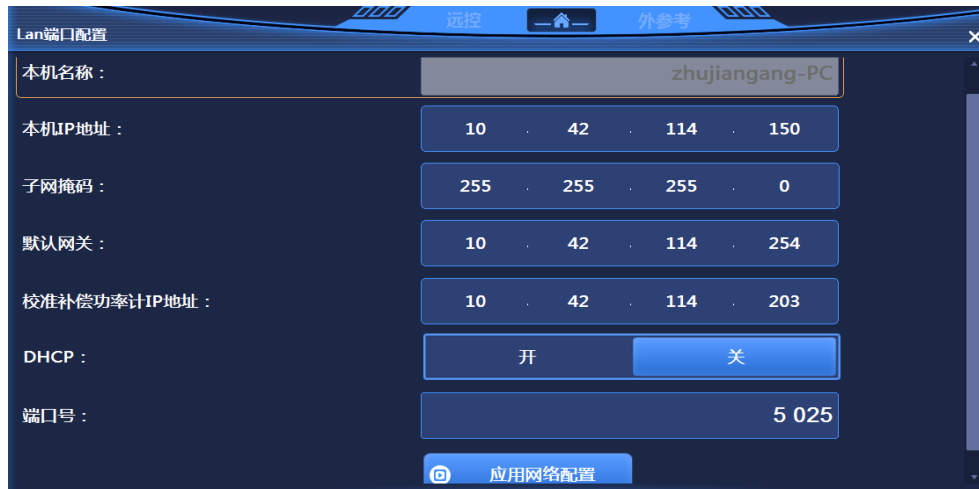 远控 外参考
Lan端口配置
本机名称： zhujiangang-PC
本机IP地址： 10 . 42 . 114 . 150
子网掩码： 255 . 255 . 255 . 0
默认网关： 10 . 42 . 114 . 254
校准补偿功率计IP地址： 10 . 42 . 114 . 203
DHCP： 开 关
端口号： 5 025
应用网络配置